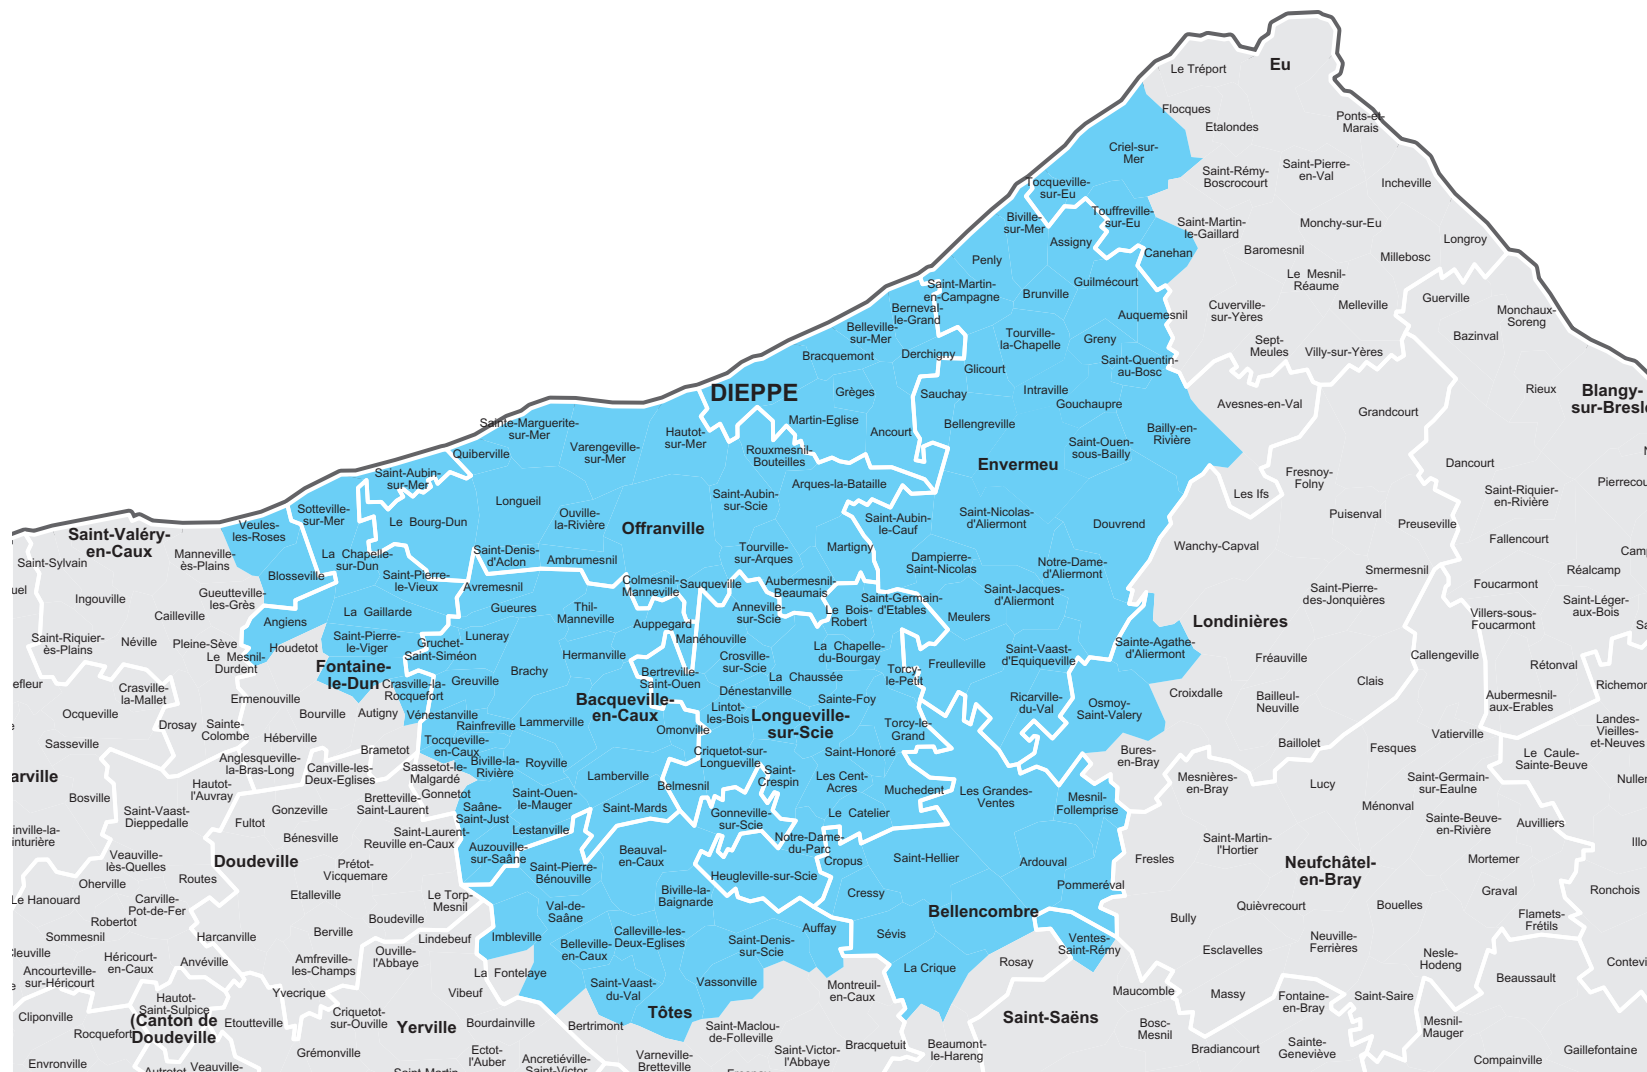 Eu
Le Tréport
Flocques
Etalondes
Ponts-et-
Marais
Criel-sur-
Mer
Saint-Rémy-
Boscrocourt
Saint-Pierre-
en-Val
Incheville
Tocqueville-
sur-Eu
Biville-
sur-Mer
Touffreville-
sur-Eu
Saint-Martin-
le-Gaillard
Monchy-sur-Eu
Longroy
Assigny
Canehan
Baromesnil
Millebosc
Penly
Guilmécourt
Le Mesnil-
Réaume
Saint-Martin-
en-Campagne
Brunville
Cuverville-
sur-Yères
Melleville
Guerville
Monchaux-
Soreng
Berneval-
le-Grand
Auquemesnil
Belleville-
sur-Mer
Tourville-
la-Chapelle
Greny
Sept-
Meules
Villy-sur-Yères
Bazinval
Bracquemont
Derchigny
Glicourt
Saint-Quentin-
au-Bosc
DIEPPE
Grèges
Sauchay
Intraville
Gouchaupre
Avesnes-en-Val
Grandcourt
Rieux
Blangy-
sur-Bresle
Sainte-Marguerite-
sur-Mer
Varengeville-
sur-Mer
Hautot-
sur-Mer
Martin-Eglise
Ancourt
Bellengreville
Saint-Ouen-
sous-Bailly
Bailly-en-
Rivière
Quiberville
Rouxmesnil-
Bouteilles
Envermeu
Fresnoy-
Folny
Dancourt
Saint-Aubin-
sur-Mer
Arques-la-Bataille
Les Ifs
Saint-Riquier-
en-Rivière
Pierrecou
Sotteville-
sur-Mer
Longueil
Saint-Aubin-
sur-Scie
Puisenval
Preuseville
Veules-
les-Roses
Le Bourg-Dun
Ouville-
la-Rivière
Offranville
Saint-Aubin-
le-Cauf
Saint-Nicolas-
d'Aliermont
Douvrend
Fallencourt
Saint-Valéry-
en-Caux
Manneville-
ès-Plains
Saint-Sylvain
La Chapelle-
sur-Dun
Saint-Denis-
d'Aclon
Ambrumesnil
Tourville-
sur-Arques
Martigny
Dampierre-
Saint-Nicolas
Notre-Dame-
d'Aliermont
Wanchy-Capval
Smermesnil
Réalcamp
Camp
Blosseville
Saint-Pierre-
le-Vieux
Avremesnil
Colmesnil-
Manneville
Sauqueville
Aubermesnil-
Beaumais
Saint-Jacques-
d'Aliermont
Saint-Pierre-
des-Jonquières
Foucarmont
uel
Ingouville
Gueutteville-
les-Grès
Cailleville
La Gaillarde
Gueures
Thil-
Manneville
Anneville-
sur-Scie
Le Bois-
Robert
Saint-Germain-
d'Etables
Meulers
Londinières
Villers-sous-
Foucarmont
Saint-Léger-
aux-Bois
Angiens
Auppegard
Saint-Riquier-
ès-Plains
Néville
Pleine-Sève
Le Mesnil-
Durdent
Houdetot
Saint-Pierre-
le-Viger
Gruchet-
Saint-Siméon
Luneray
Hermanville
Manéhouville
Crosville-
sur-Scie
La Chapelle-
du-Bourgay
Freulleville
Saint-Vaast-
d'Equiqueville
Sainte-Agathe-
d'Aliermont
Fréauville
Callengeville
Rétonval
Fontaine-
le-Dun
Crasville-la-
Rocquefort
Greuville
Brachy
Bertreville-
Saint-Ouen
La Chaussée
Torcy-
le-Petit
Clais
Richemon
efleur
Crasville-
la-Mallet
Ermenouville
Bacqueville-
en-Caux
Dénestanville
Sainte-Foy
Ricarville-
du-Val
Osmoy-
Saint-Valery
Croixdalle
Bailleul-
Neuville
Aubermesnil-
aux-Erables
Ocqueville
Drosay
Sainte-
Colombe
Bourville
Autigny
Vénestanville
Rainfreville
Lammerville
Lintot-
les-Bois
Longueville-
sur-Scie
Torcy-le-
Grand
Landes-
Vieilles-
et-Neuves
Sasseville
Héberville
Brametot
Tocqueville-
en-Caux
Omonville
Saint-Honoré
Bures-
en-Bray
Baillolet
Fesques
Vatierville
Le Caule-
Sainte-Beuve
arville
Anglesqueville-
la-Bras-Long
Canville-les-
Deux-Eglises
Sassetot-le-
Malgardé
Biville-la-
Rivière
Royville
Lamberville
Criquetot-sur-
Longueville
Saint-
Crespin
Les Cent-
Acres
Mesnières-
en-Bray
Lucy
Saint-Germain-
sur-Eaulne
Nuller
Bosville
Hautot-
l'Auvray
Gonnetot
Belmesnil
Muchedent
Les Grandes-
Ventes
Mesnil-
Follemprise
Ménonval
Saint-Vaast-
Dieppedalle
Gonzeville
Bretteville-
Saint-Laurent
Saâne-
Saint-Just
Saint-Ouen-
le-Mauger
Saint-Mards
Gonneville-
sur-Scie
Le Catelier
Sainte-Beuve-
en-Rivière
Auvilliers
inville-la-
inturière
Fultot
Bénesville
Saint-Laurent-
Reuville en-Caux
Lestanville
Notre-Dame-
du-Parc
Saint-Martin-
l'Hortier
Illo
Veauville-
lès-Quelles
Doudeville
Prétot-
Vicquemare
Auzouville-
sur-Saâne
Beauval-
en-Caux
Cropus
Saint-Hellier
Ardouval
Fresles
Neufchâtel-
en-Bray
Mortemer
Oherville
Routes
Saint-Pierre-
Bénouville
Heugleville-sur-Scie
Pommeréval
Graval
Ronchois
Le Hanouard
Carville-
Pot-de-Fer
Etalleville
Le Torp-
Mesnil
Biville-la-
Baignarde
Cressy
Quièvrecourt
Bouelles
Robertot
Boudeville
Val-de-
Saâne
Bellencombre
Bully
Flamets-
Frétils
Sommesnil
Harcanville
Berville
Lindebeuf
Imbleville
Calleville-les-
Deux-Eglises
Auffay
Sévis
Ventes-
Saint-Rémy
Esclavelles
Neuville-
Ferrières
Cleuville
Héricourt-
en-Caux
Anvéville
Amfreville-
les-Champs
Ouville-
l'Abbaye
Belleville-
en-Caux
Saint-Denis-
sur-Scie
Rosay
Nesle-
Hodeng
Contevi
Ancourteville-
sur-Héricourt
La Fontelaye
La Crique
Beaussault
Hautot-
Saint-Sulpice
Yvecrique
Vibeuf
Saint-Vaast-
du-Val
Vassonville
Montreuil-
en-Caux
Maucomble
Massy
Fontaine-
en-Bray
Saint-Saire
Cliponville
(Canton de
Doudeville
Rocquefort
Etoutteville
Criquetot-
sur-Ouville
Yerville
Bourdainville
Bertrimont
Tôtes
Saint-Maclou-
de-Folleville
Saint-Saëns
Bosc-
Mesnil
Mesnil-
Mauger
Envronville
Grémonville
Ectot-
l'Auber
Ancretiéville-
Saint-Victor
Varneville-
Bretteville
Saint-Victor-
l'Abbaye
Bracquetuit
Beaumont-
le-Hareng
Bradiancourt
Sainte-
Geneviève
Compainville
Gaillefontaine
Autretot
Veauville-
Saint-Martin-